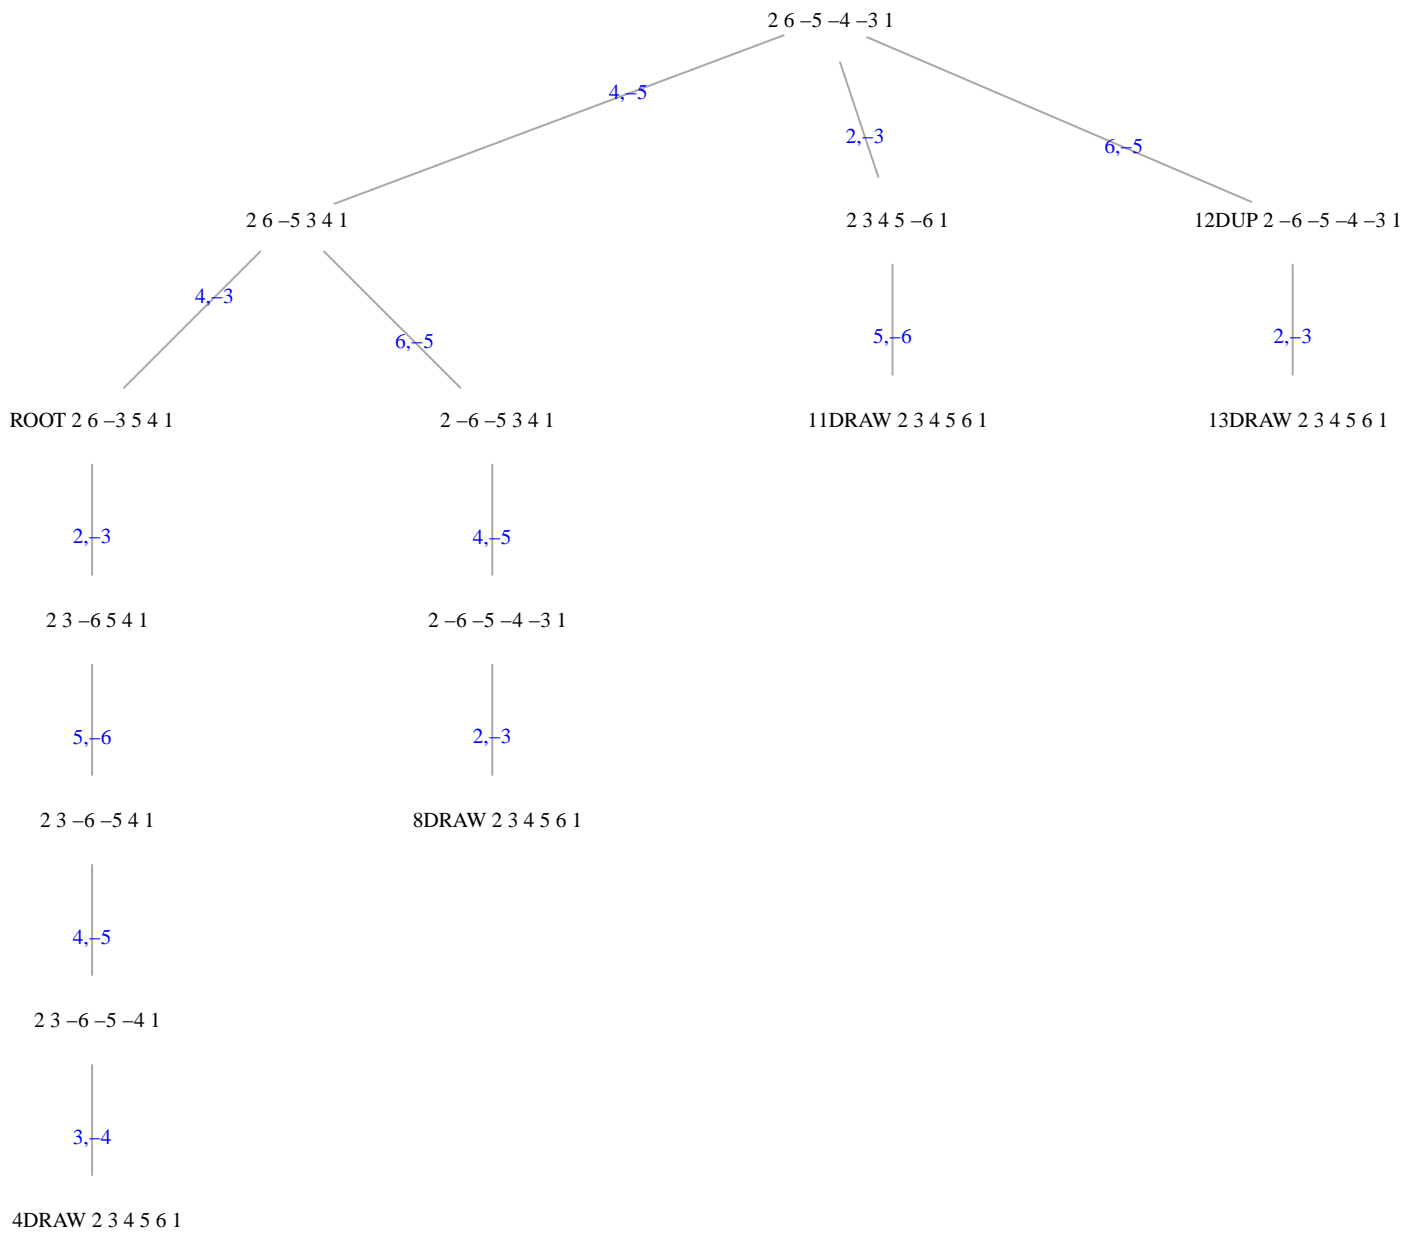 2 6 –5 –4 –3 1
4,–5
2,–3
6,–5
2 6 –5 3 4 1
2 3 4 5 –6 1
12DUP 2 –6 –5 –4 –3 1
4,–3
6,–5
5,–6
2,–3
ROOT 2 6 –3 5 4 1
2 –6 –5 3 4 1
11DRAW 2 3 4 5 6 1
13DRAW 2 3 4 5 6 1
2,–3
4,–5
2 3 –6 5 4 1
2 –6 –5 –4 –3 1
5,–6
2,–3
2 3 –6 –5 4 1
8DRAW 2 3 4 5 6 1
4,–5
2 3 –6 –5 –4 1
3,–4
4DRAW 2 3 4 5 6 1